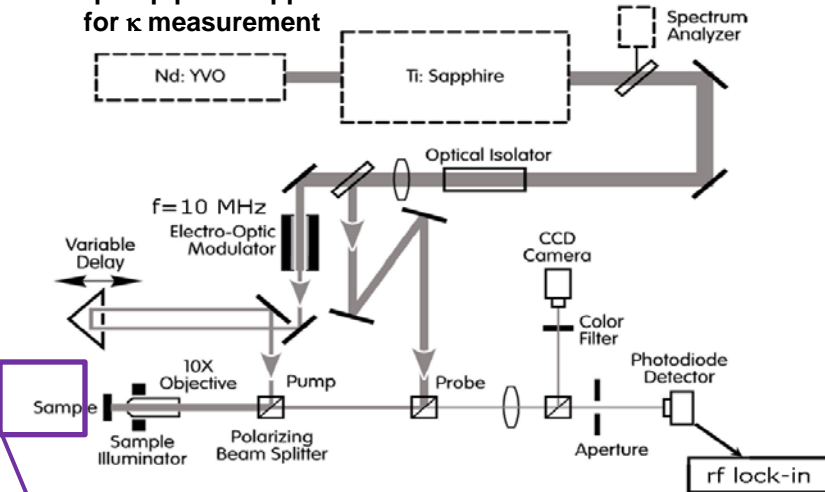 for κ measurement
Spectrum
Analyzer
Nd: YVO
Ti: Sapphire
Optical Isolator
f=10 MHz
Electro-Optic
Modulator
Variable
Delay
CCD
Camera
Color
Filter
10X
Objective
Pump
Probe
Photodiode
Detector
Sample
Sample
Illuminator
Polarizing
Beam Splitter
Aperture
rf lock-in